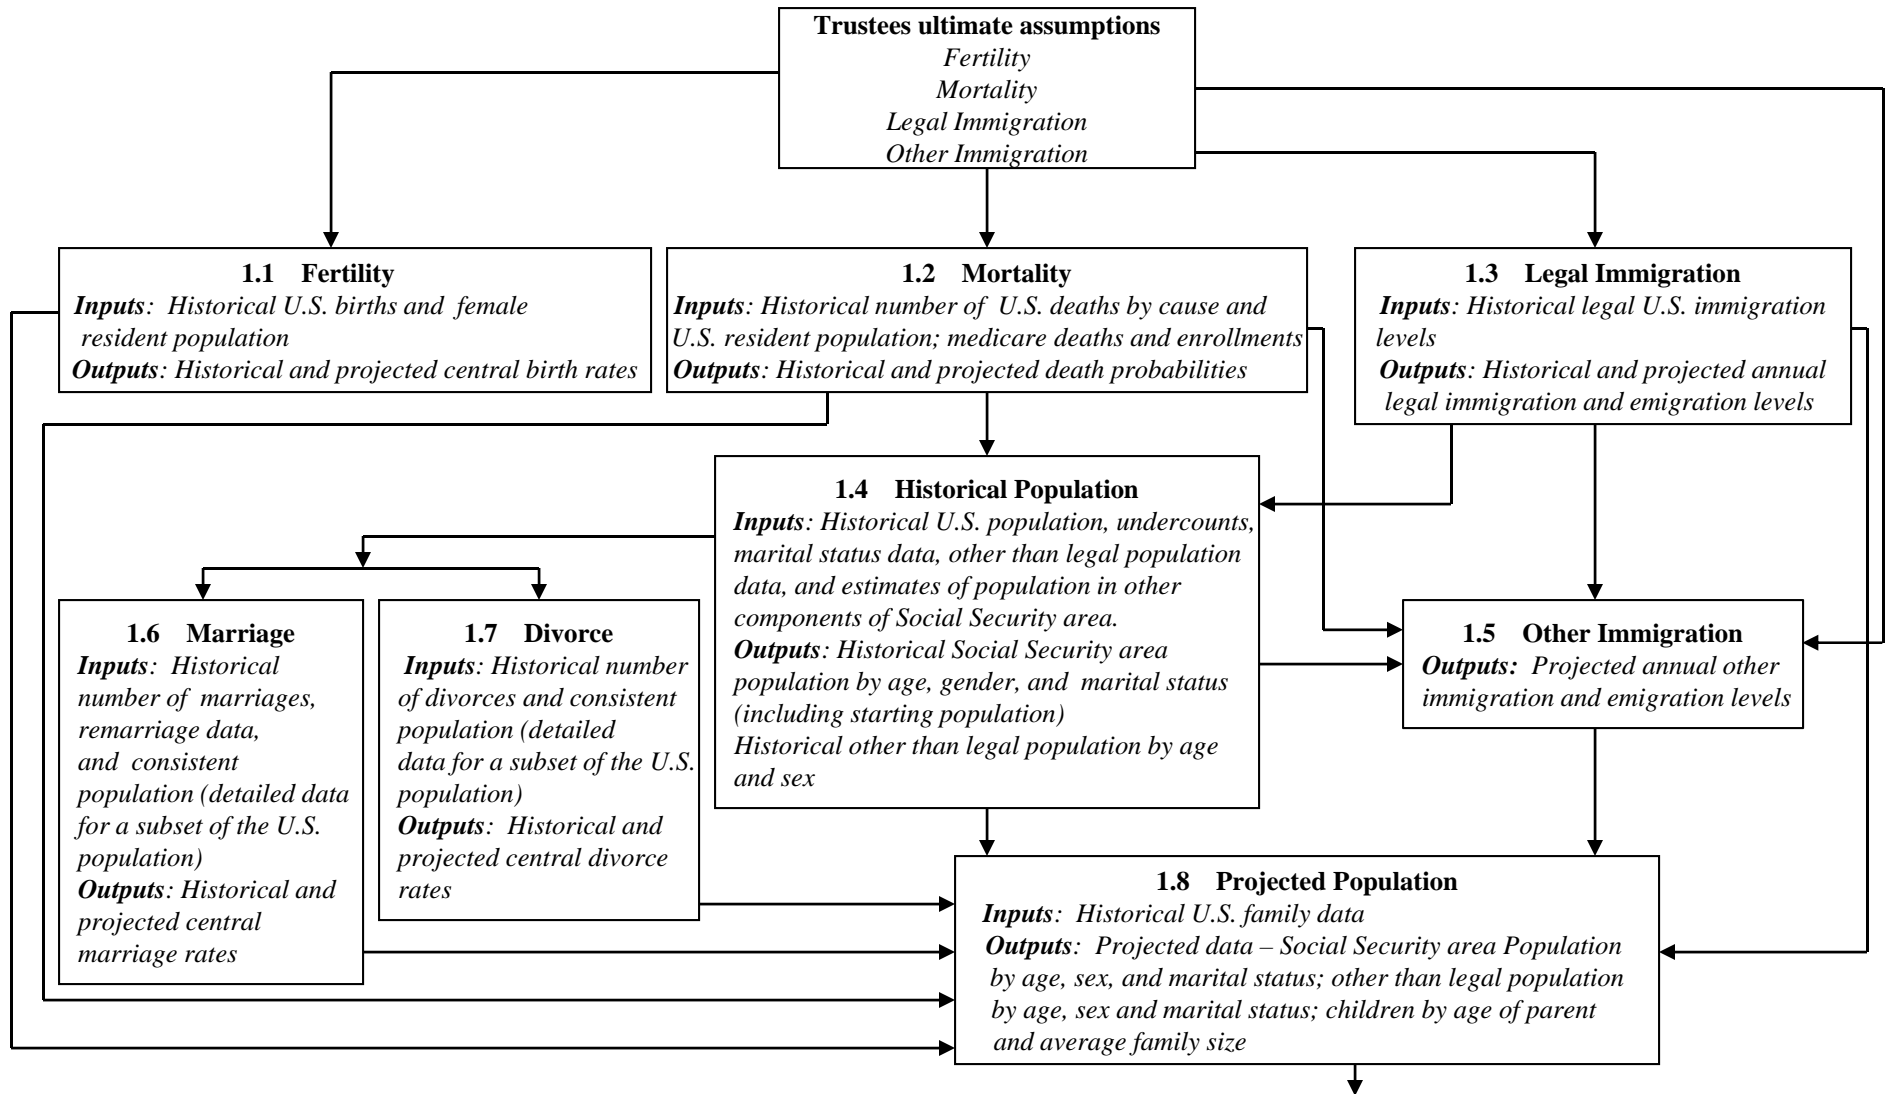 Trustees ultimate assumptions
Fertility
Mortality
Legal Immigration
Other Immigration
1.1 Fertility
Inputs: Historical U.S. births and female
resident population
Outputs: Historical and projected central birth rates
1.2 Mortality
Inputs: Historical number of U.S. deaths by cause and
U.S. resident population; medicare deaths and enrollments
Outputs: Historical and projected death probabilities
1.3 Legal Immigration
Inputs: Historical legal U.S. immigration
levels
Outputs: Historical and projected annual
legal immigration and emigration levels
1.4 Historical Population
Inputs: Historical U.S. population, undercounts,
marital status data, other than legal population
data, and estimates of population in other
components of Social Security area.
Outputs: Historical Social Security area
population by age, gender, and marital status
(including starting population)
Historical other than legal population by age
and sex
1.6 Marriage
Inputs: Historical
number of marriages,
remarriage data,
and consistent
population (detailed data
for a subset of the U.S.
population)
Outputs: Historical and
projected central
marriage rates
1.7 Divorce
Inputs: Historical number
of divorces and consistent
population (detailed
data for a subset of the U.S.
population)
Outputs: Historical and
projected central divorce
rates
1.5 Other Immigration
Outputs: Projected annual other
immigration and emigration levels
1.8 Projected Population
Inputs: Historical U.S. family data
Outputs: Projected data – Social Security area Population
by age, sex, and marital status; other than legal population
by age, sex and marital status; children by age of parent
and average family size